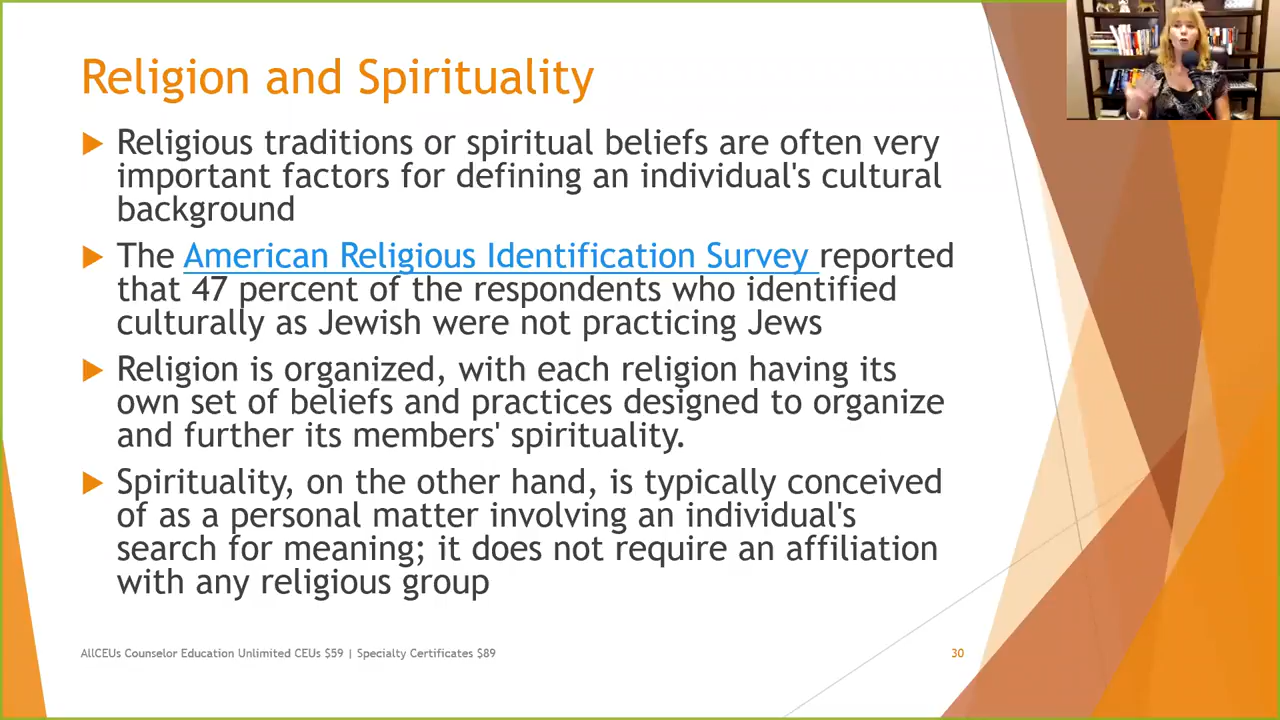 Religion and Spirituality
Religious traditions or spiritual beliefs are often very
important factors for defining an individual's cultural
background
The American Religious Identification Survey reported
that 47 percent of the respondents who identified
culturally as Jewish were not practicing Jews
Religion is organized, with each religion having its
own set of beliefs and practices designed to organize
and further its members' spirituality.
Spirituality, on the other hand, is typically conceived
of as a personal matter involving an individual's
search for meaning; it does not require an affiliation
with any religious group
AllCEUs Counselor Education Unlimited CEUs $59 | Specialty Certificates $89
30